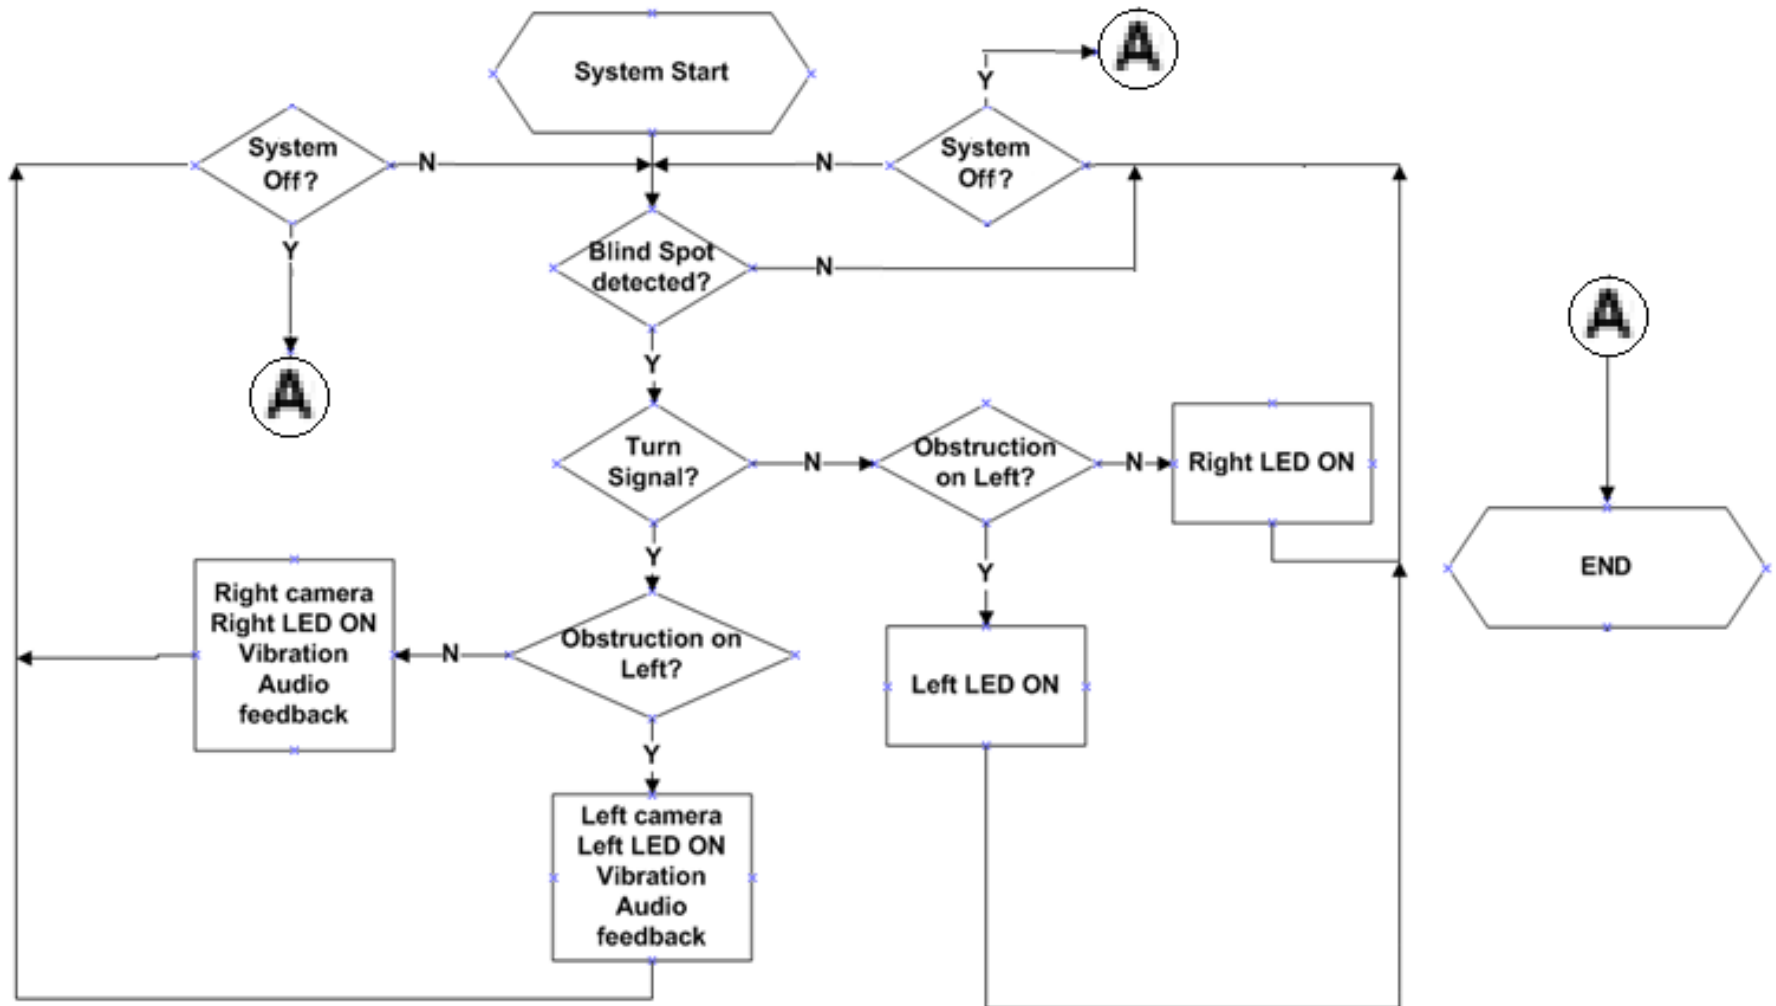 System Start
A
Y
System
Off?
N
N
System
Off?
Y
Blind Spot
detected?
N
A
Y
A
Turn
Signal?
N
Obstruction
on Left?
N
Right LED ON
Y
Y
END
Right camera
Right LED ON
Vibration
Audio
feedback
N
Obstruction on
Left?
Left LED ON
Y
Left camera
Left LED ON
Vibration
Audio
feedback